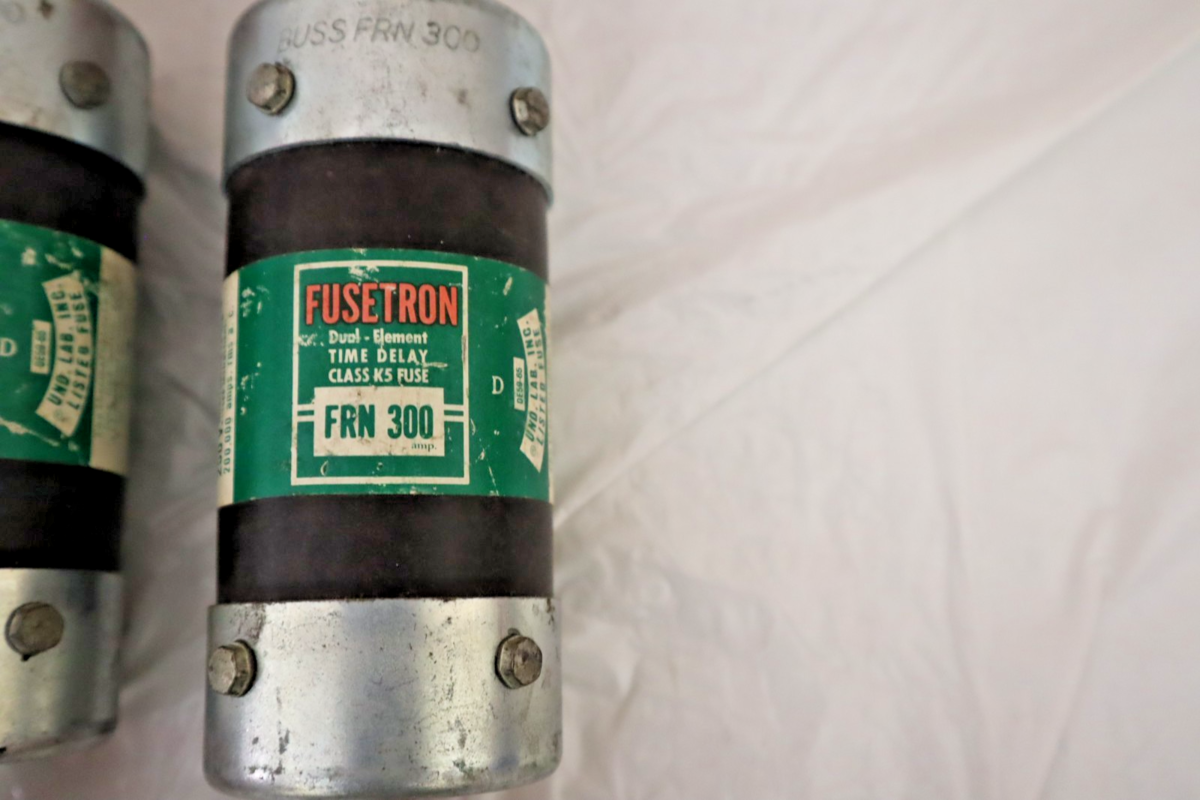 BUSS FRN 300
FUSETRON
Dual - Element
TIME DELAY
CLASS K5 FUSE
FRN 300
amp.
D
UND. LAB. INC.
LISTED FUSE
D
UND. LAB. INC.
LISTED FUSE